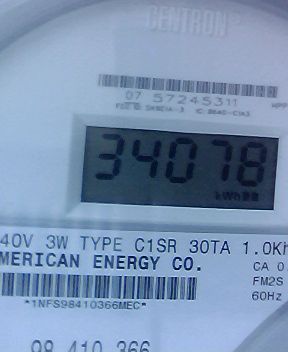 CENTRON®
07 57245311
34078
kWh
40V 3W TYPE C1SR 30TA 1.0Kh
MERICAN ENERGY CO.
CA 0.
FM2S
60Hz
*1NFS98410366MEC*
98 410 366